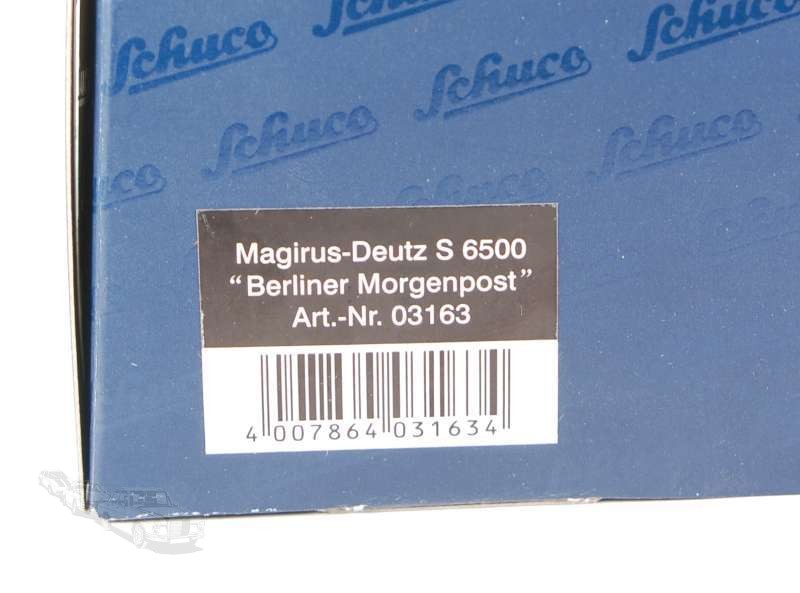 Schuco
Schuco
Schuco
Schuco
Schuco
Schuco
Magirus-Deutz S 6500
“Berliner Morgenpost”
Art.-Nr. 03163
4 007864 031634